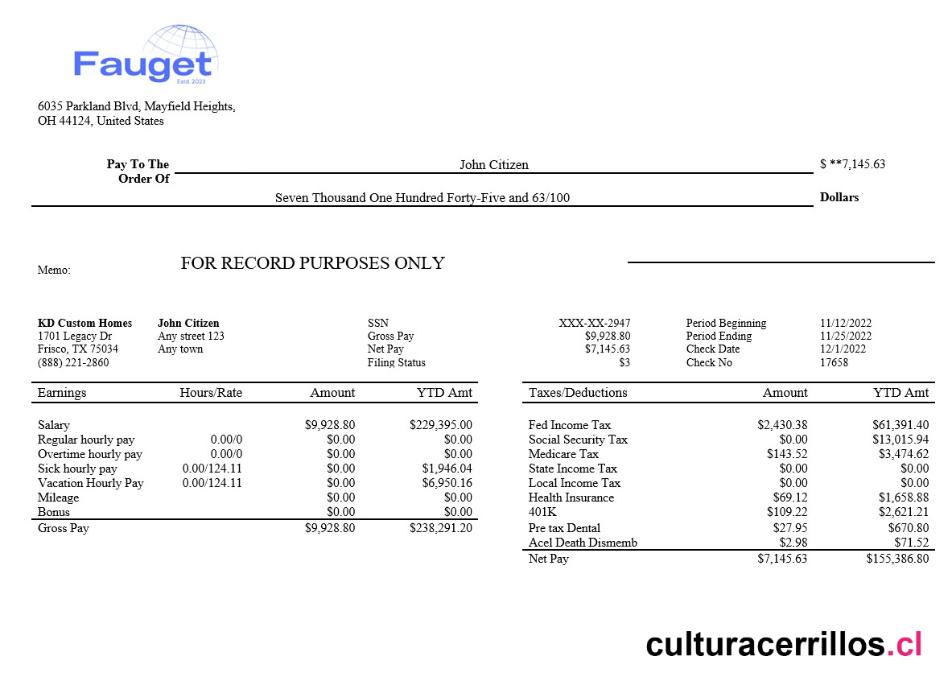 Fauget
Estd. 2023
6035 Parkland Blvd, Mayfield Heights,
OH 44124, United States
Pay To The Order Of John Citizen $ **7,145.63
Seven Thousand One Hundred Forty-Five and 63/100 Dollars
Memo: FOR RECORD PURPOSES ONLY
KD Custom Homes John Citizen SSN XXX-XX-2947 Period Beginning 11/12/2022
1701 Legacy Dr Any street 123 Gross Pay $9,928.80 Period Ending 11/25/2022
Frisco, TX 75034 Any town Net Pay $7,145.63 Check Date 12/1/2022
(888) 221-2860 Filing Status $3 Check No 17658
Earnings Hours/Rate Amount YTD Amt Taxes/Deductions Amount YTD Amt
Salary $9,928.80 $229,395.00 Fed Income Tax $2,430.38 $61,391.40
Regular hourly pay 0.00/0 $0.00 $0.00 Social Security Tax $0.00 $13,015.94
Overtime hourly pay 0.00/0 $0.00 $0.00 Medicare Tax $143.52 $3,474.62
Sick hourly pay 0.00/124.11 $0.00 $1,946.04 State Income Tax $0.00 $0.00
Vacation Hourly Pay 0.00/124.11 $0.00 $6,950.16 Local Income Tax $0.00 $0.00
Mileage $0.00 $0.00 Health Insurance $69.12 $1,658.88
Bonus $0.00 $0.00 401K $109.22 $2,621.21
Gross Pay $9,928.80 $238,291.20 Pre tax Dental $27.95 $670.80
Acel Death Dismemb $2.98 $71.52
Net Pay $7,145.63 $155,386.80
culturacerrillos.cl